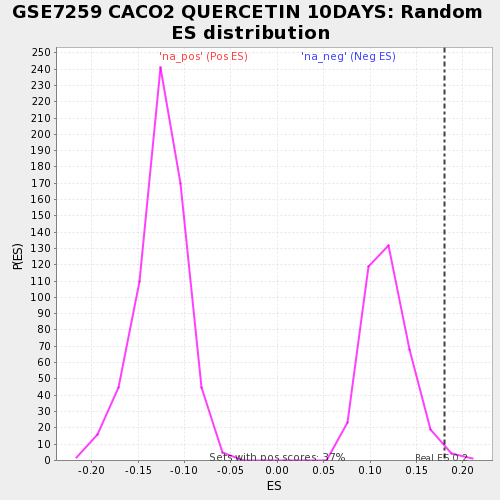 GSE7259 CACO2 QUERCETIN 10DAYS: Random
ES distribution
'na_pos' (Pos ES)
'na_neg' (Neg ES)
250
240
230
220
210
200
190
180
170
160
150
140
130
120
110
100
90
80
70
60
50
40
30
20
10
0
P(ES)
Sets with pos scores: 37%
Real ES 0.2
-0.20 -0.15 -0.10 -0.05 0.00 0.05 0.10 0.15 0.20
ES